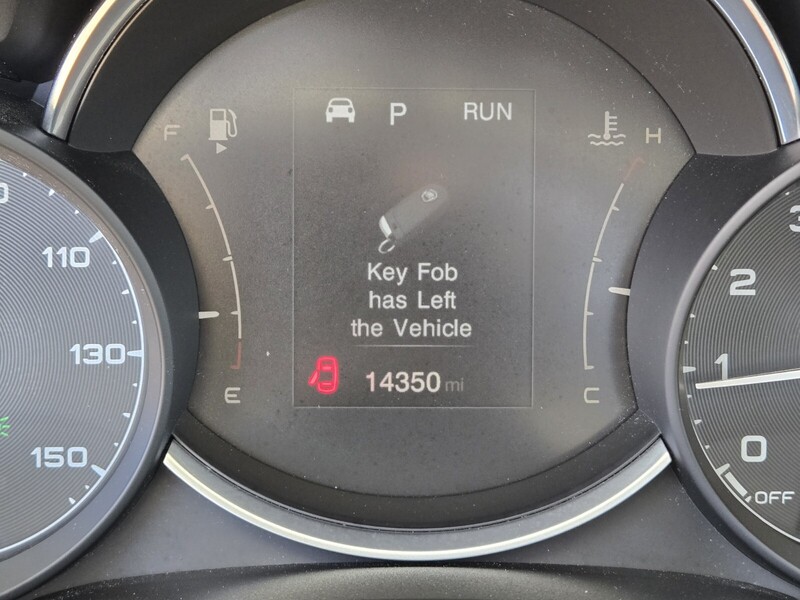 P RUN
F H
Key Fob
has Left
the Vehicle
14350 mi
E C
110
130
150
3
2
1
0
OFF